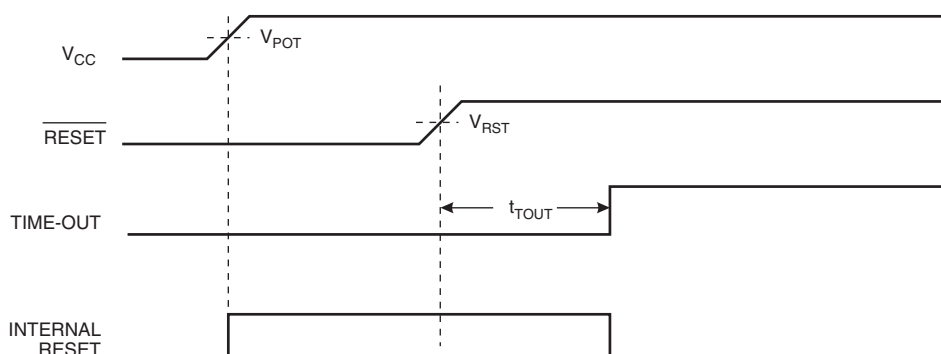 VCC
VPOT
RESET
VRST
TIME-OUT
tTOUT
INTERNAL
RESET